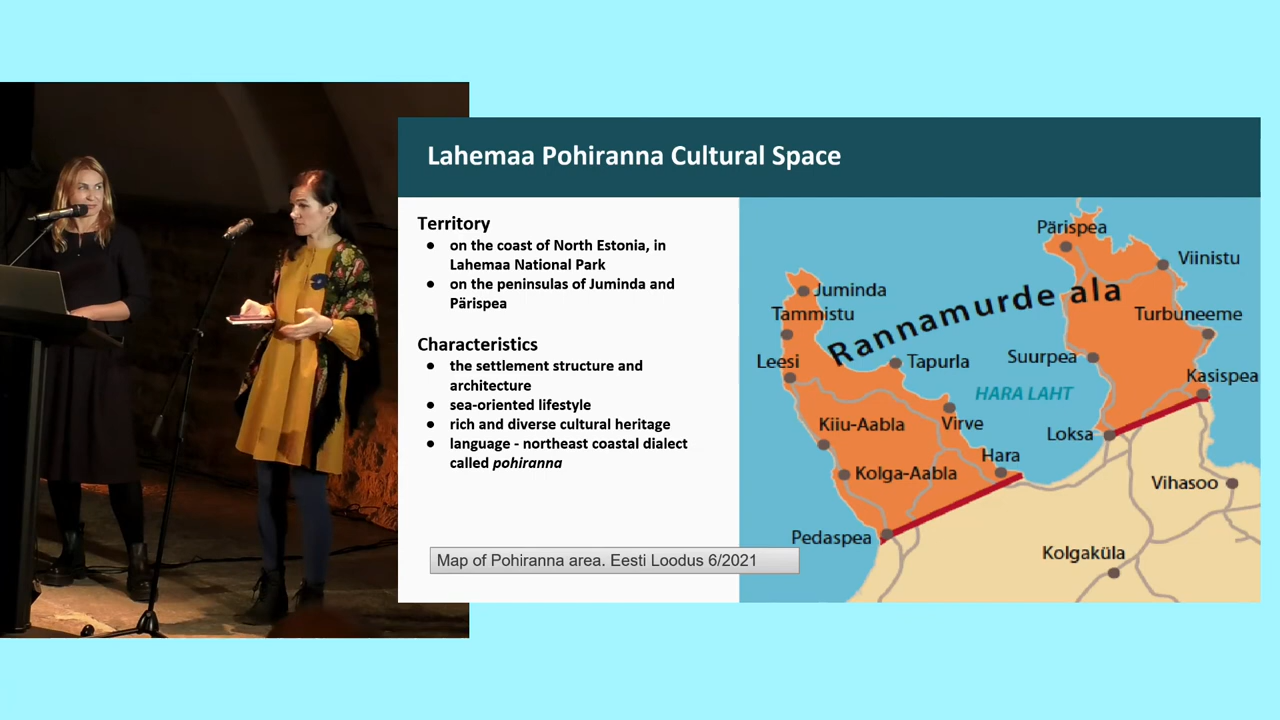 Lahemaa Pohiranna Cultural Space
Territory
● on the coast of North Estonia, in
Lahemaa National Park
● on the peninsulas of Juminda and
Pärispea
Characteristics
● the settlement structure and
architecture
● sea-oriented lifestyle
● rich and diverse cultural heritage
● language - northeast coastal dialect
called pohiranna
Map of Pohiranna area. Eesti Loodus 6/2021
Pärispea
Viinistu
Juminda
Rannamurde ala
Tammistu
Turbuneeme
Leesi
Tapurla
Suurpea
Kasispea
HARA LAHT
Kiiu-Aabla
Virve
Loksa
Hara
Kolga-Aabla
Vihasoo
Pedaspea
Kolgaküla